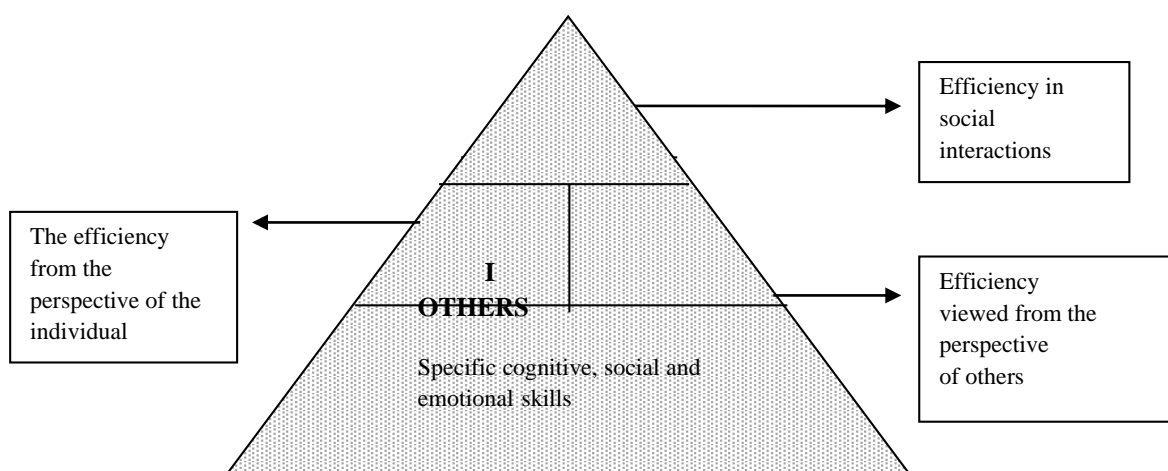 Efficiency in
social
interactions
The efficiency
from the
perspective of the
individual
I
OTHERS
Efficiency
viewed from the
perspective
of others
Specific cognitive, social and
emotional skills